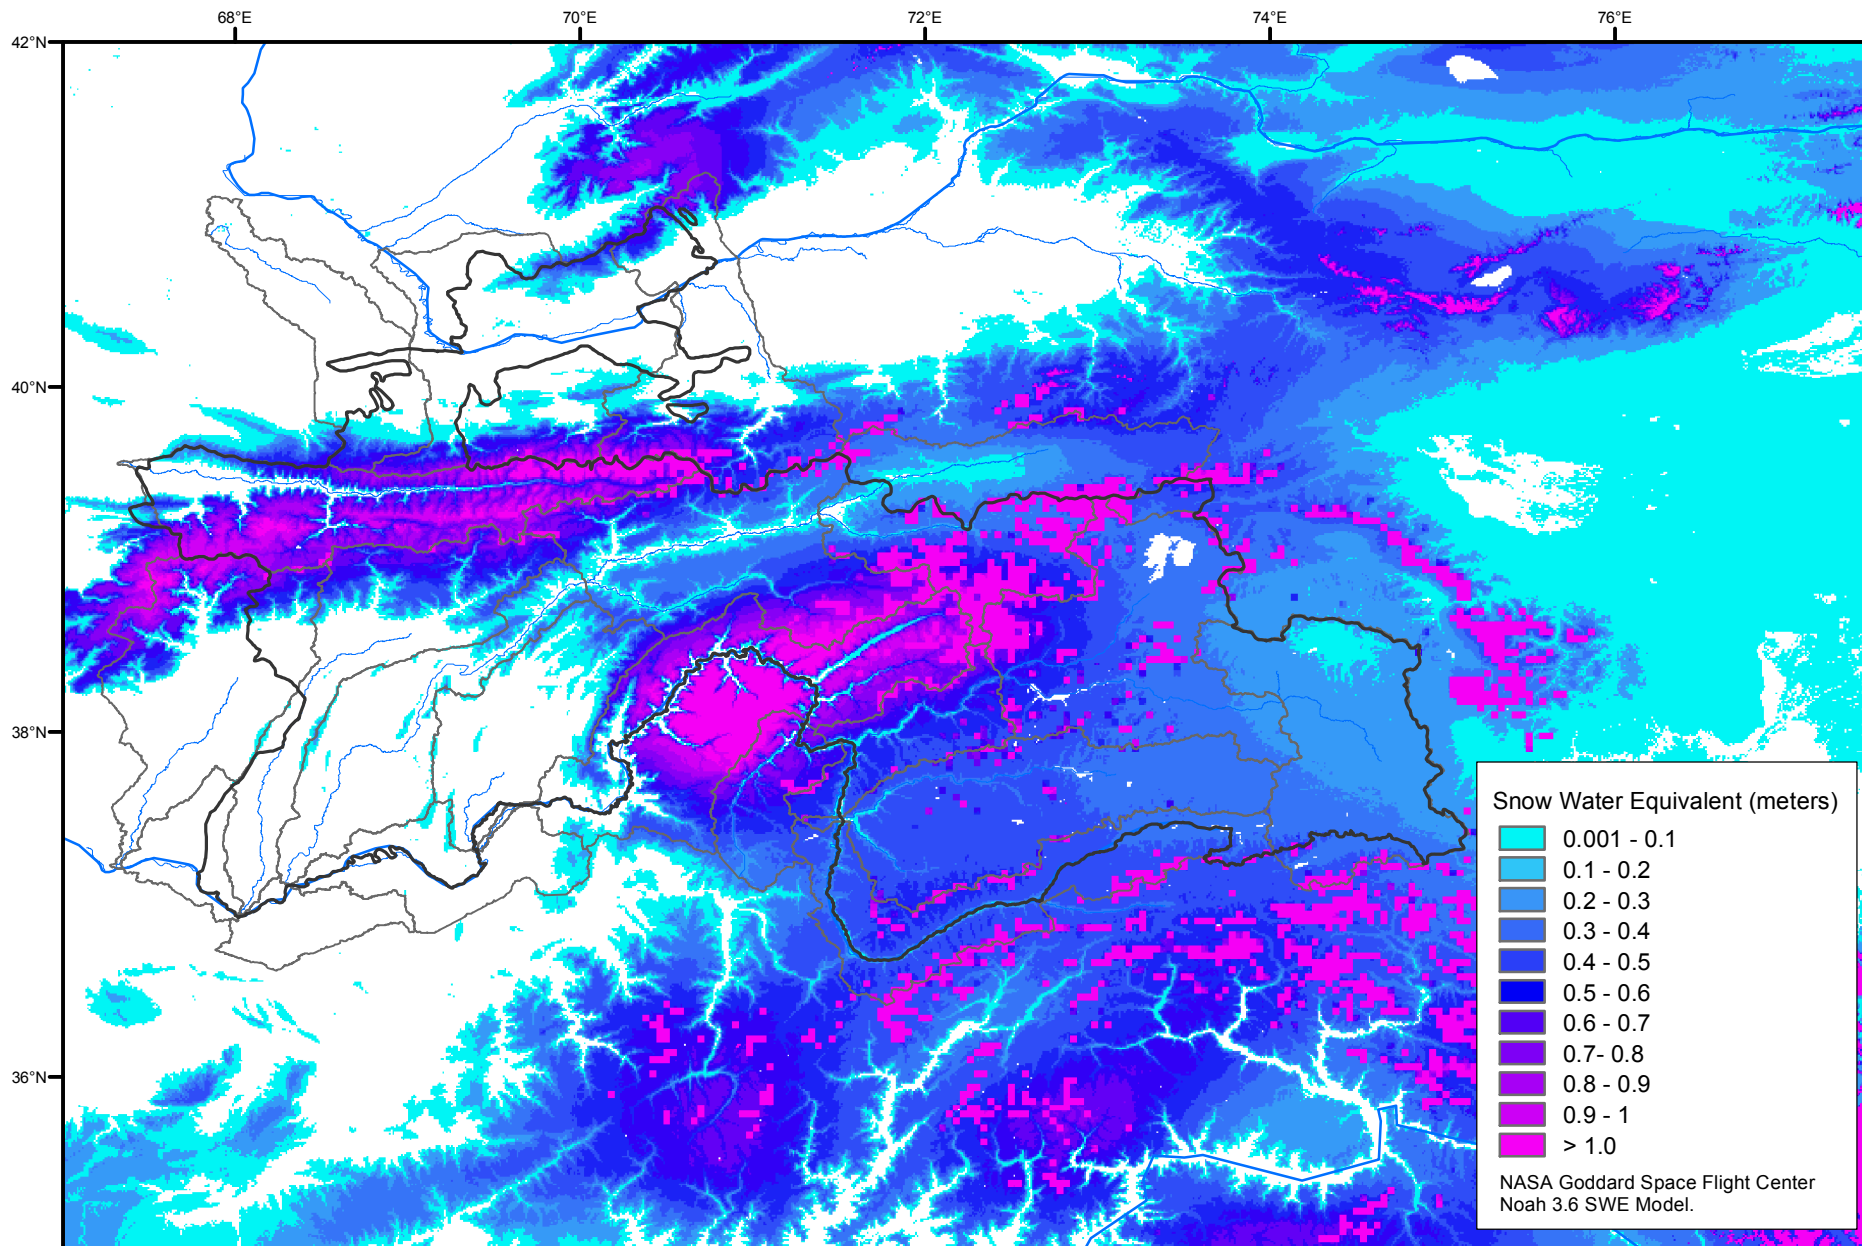 68°E 70°E 72°E 74°E 76°E
42°N
40°N
38°N
36°N
Snow Water Equivalent (meters)
0.001 - 0.1
0.1 - 0.2
0.2 - 0.3
0.3 - 0.4
0.4 - 0.5
0.5 - 0.6
0.6 - 0.7
0.7- 0.8
0.8 - 0.9
0.9 - 1
> 1.0
NASA Goddard Space Flight Center
Noah 3.6 SWE Model.